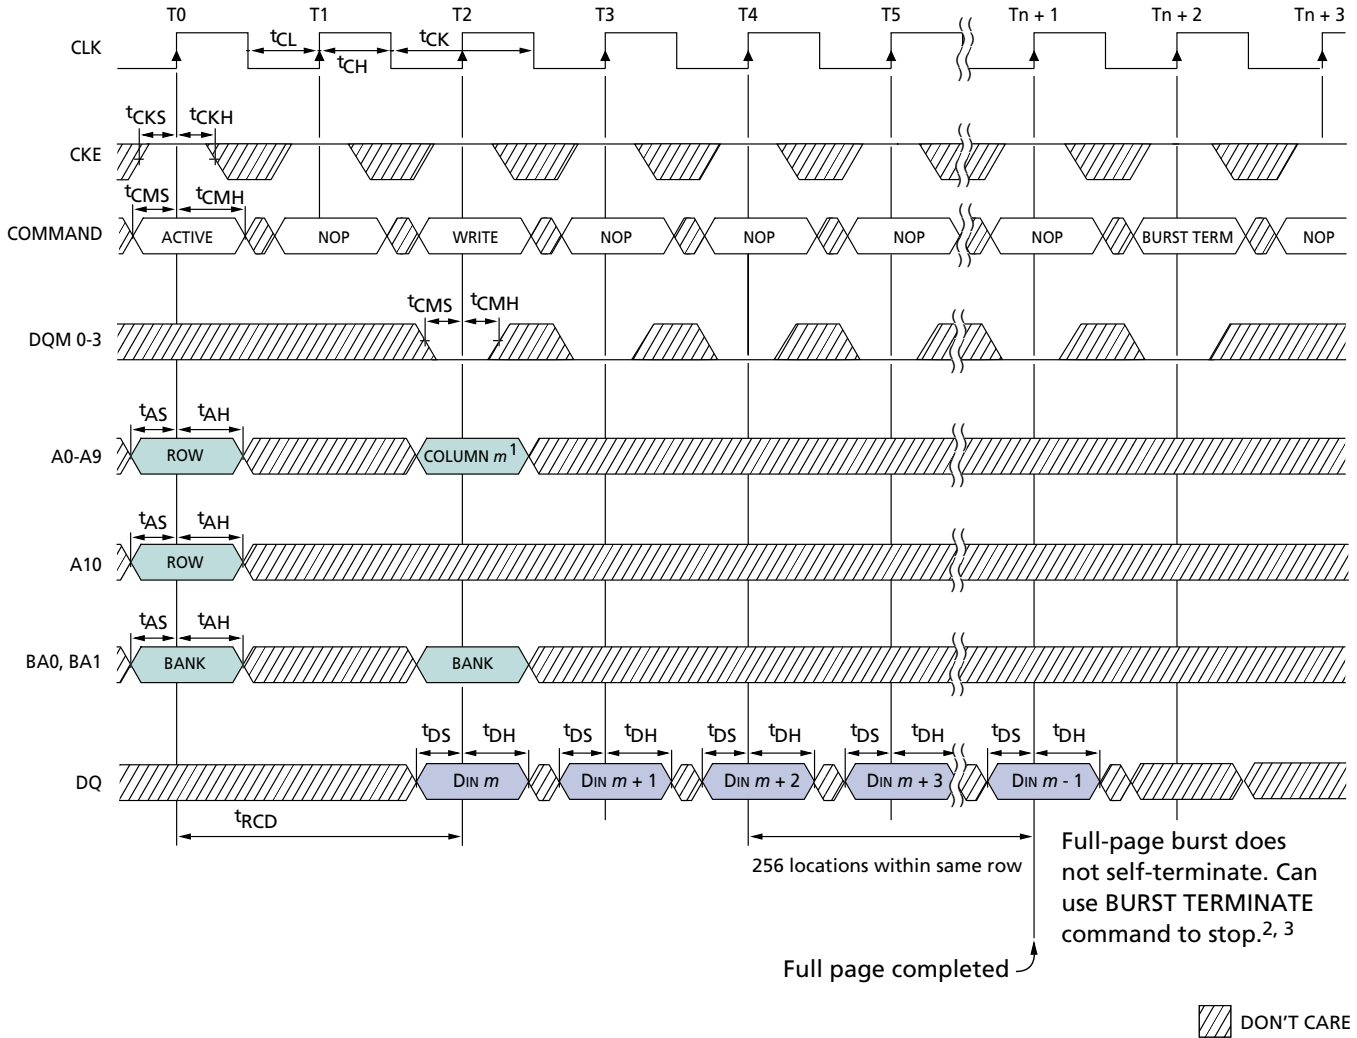 T0 T1 T2 T3 T4 T5 Tn + 1 Tn + 2 Tn + 3
CLK tCL tCH tCK
tCKS tCKH
CKE
tCMS tCMH
COMMAND ACTIVE NOP WRITE NOP NOP NOP NOP BURST TERM NOP
tCMS tCMH
DQM 0-3
tAS tAH
A0-A9 ROW COLUMN m1
tAS tAH
A10 ROW
tAS tAH
BA0, BA1 BANK BANK
tDS tDH tDS tDH tDS tDH tDS tDH tDS tDH
DQ DIN m DIN m + 1 DIN m + 2 DIN m + 3 DIN m - 1
tRCD
256 locations within same row
Full-page burst does
not self-terminate. Can
use BURST TERMINATE
command to stop.2, 3
Full page completed
DON'T CARE